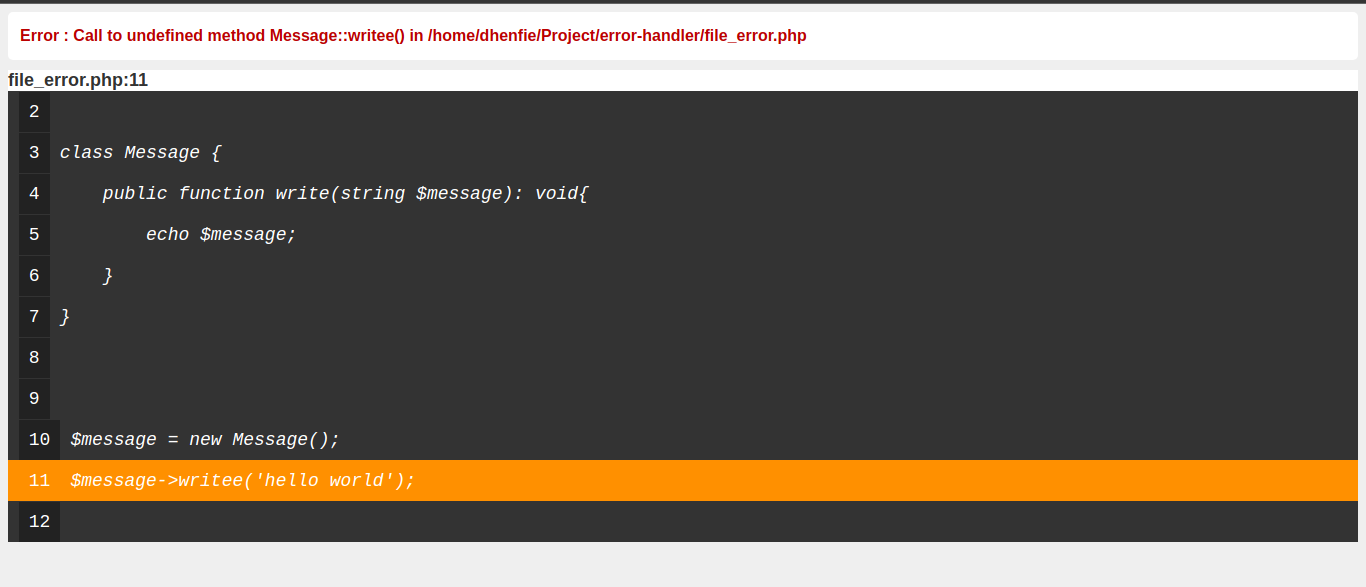 Error : Call to undefined method Message::writee() in /home/dhenfie/Project/error-handler/file_error.php
file_error.php:11
2
3 class Message {
4     public function write(string $message): void{
5         echo $message;
6     }
7 }
8
9
10 $message = new Message();
11 $message->writee('hello world');
12